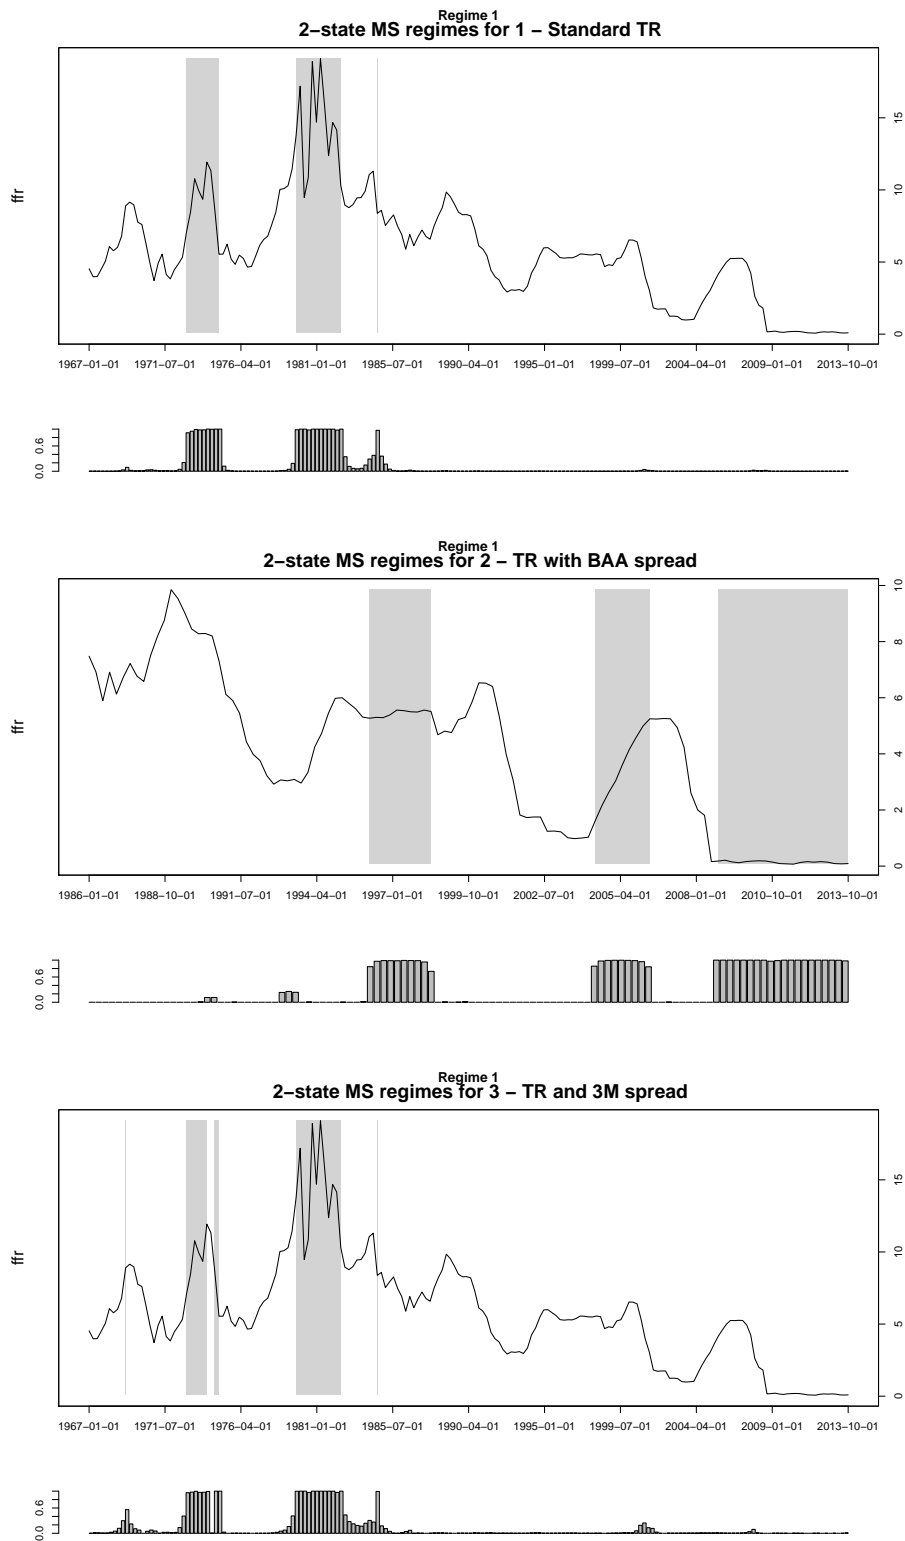 Regime 1
2−state MS regimes for 1 − Standard TR
ffr
0 5 10 15
1967−01−01 1971−07−01 1976−04−01 1981−01−01 1985−07−01 1990−04−01 1995−01−01 1999−07−01 2004−04−01 2009−01−01 2013−10−01
0.0 0.6
Regime 1
2−state MS regimes for 2 − TR with BAA spread
ffr
0 2 4 6 8 10
1986−01−01 1988−10−01 1991−07−01 1994−04−01 1997−01−01 1999−10−01 2002−07−01 2005−04−01 2008−01−01 2010−10−01 2013−10−01
0.0 0.6
Regime 1
2−state MS regimes for 3 − TR and 3M spread
ffr
0 5 10 15
1967−01−01 1971−07−01 1976−04−01 1981−01−01 1985−07−01 1990−04−01 1995−01−01 1999−07−01 2004−04−01 2009−01−01 2013−10−01
0.0 0.6